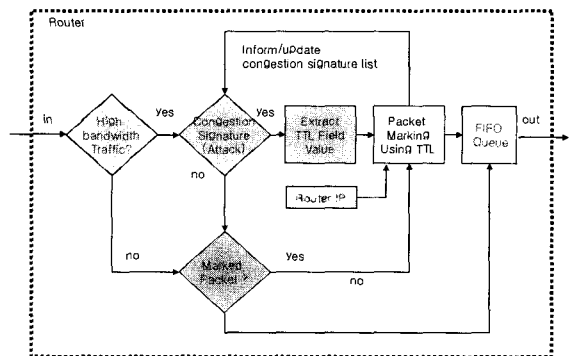 Router
Inform/update
congestion signature list
in
High
bandwidth
Traffic?
yes
Congestion
Signature
(Attack)
yes
Extract
TTL Field
Value
Packet
Marking
Using TTL
FIFO
Queue
out
no
Router IP
no
Marked
Packet?
yes
no